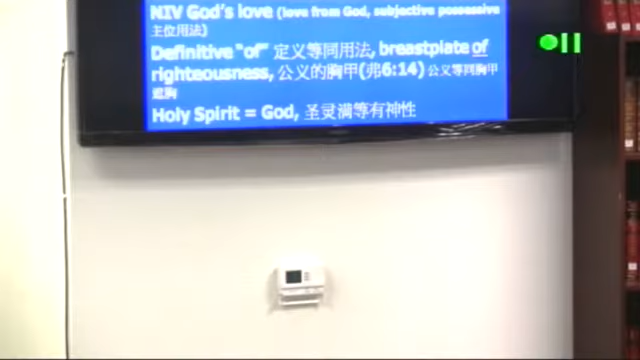 NIV God's love (love from God, subjective possessive
主位用法)
Definitive "of" 定义等同用法, breastplate of
righteousness, 公义的胸甲(弗6:14) 公义等同胸甲
Holy Spirit = God, 圣灵满等有神性